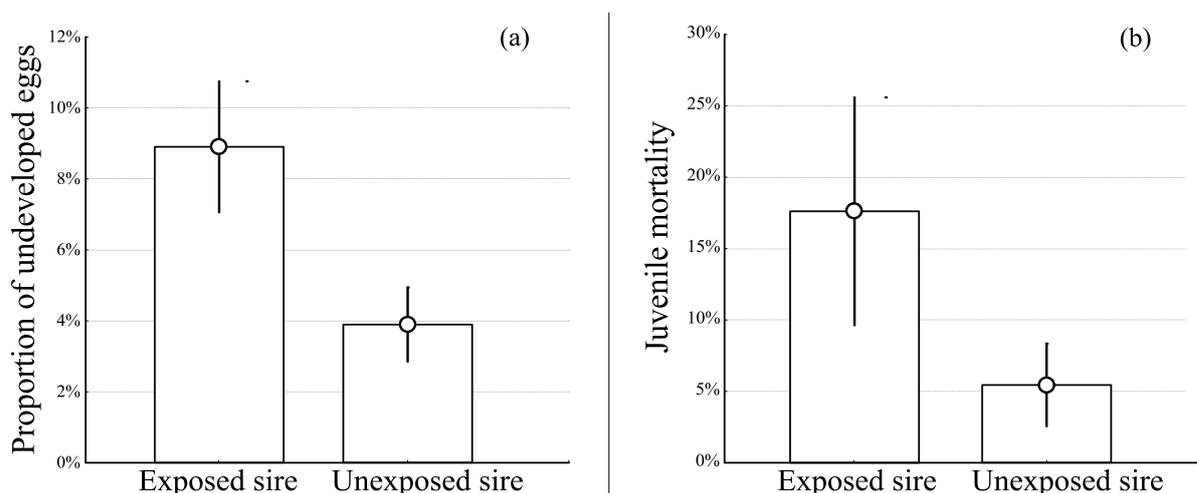 (a)
Proportion of undeveloped eggs
12%
10%
8%
6%
4%
2%
0%
Exposed sire
Unexposed sire
(b)
Juvenile mortality
30%
25%
20%
15%
10%
5%
0%
Exposed sire
Unexposed sire